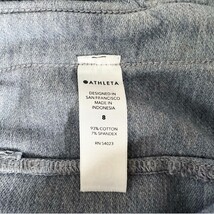 ATHLETA
DESIGNED IN
SAN FRANCISCO
MADE IN
INDONESIA
8
93% COTTON
7% SPANDEX
RN 54023